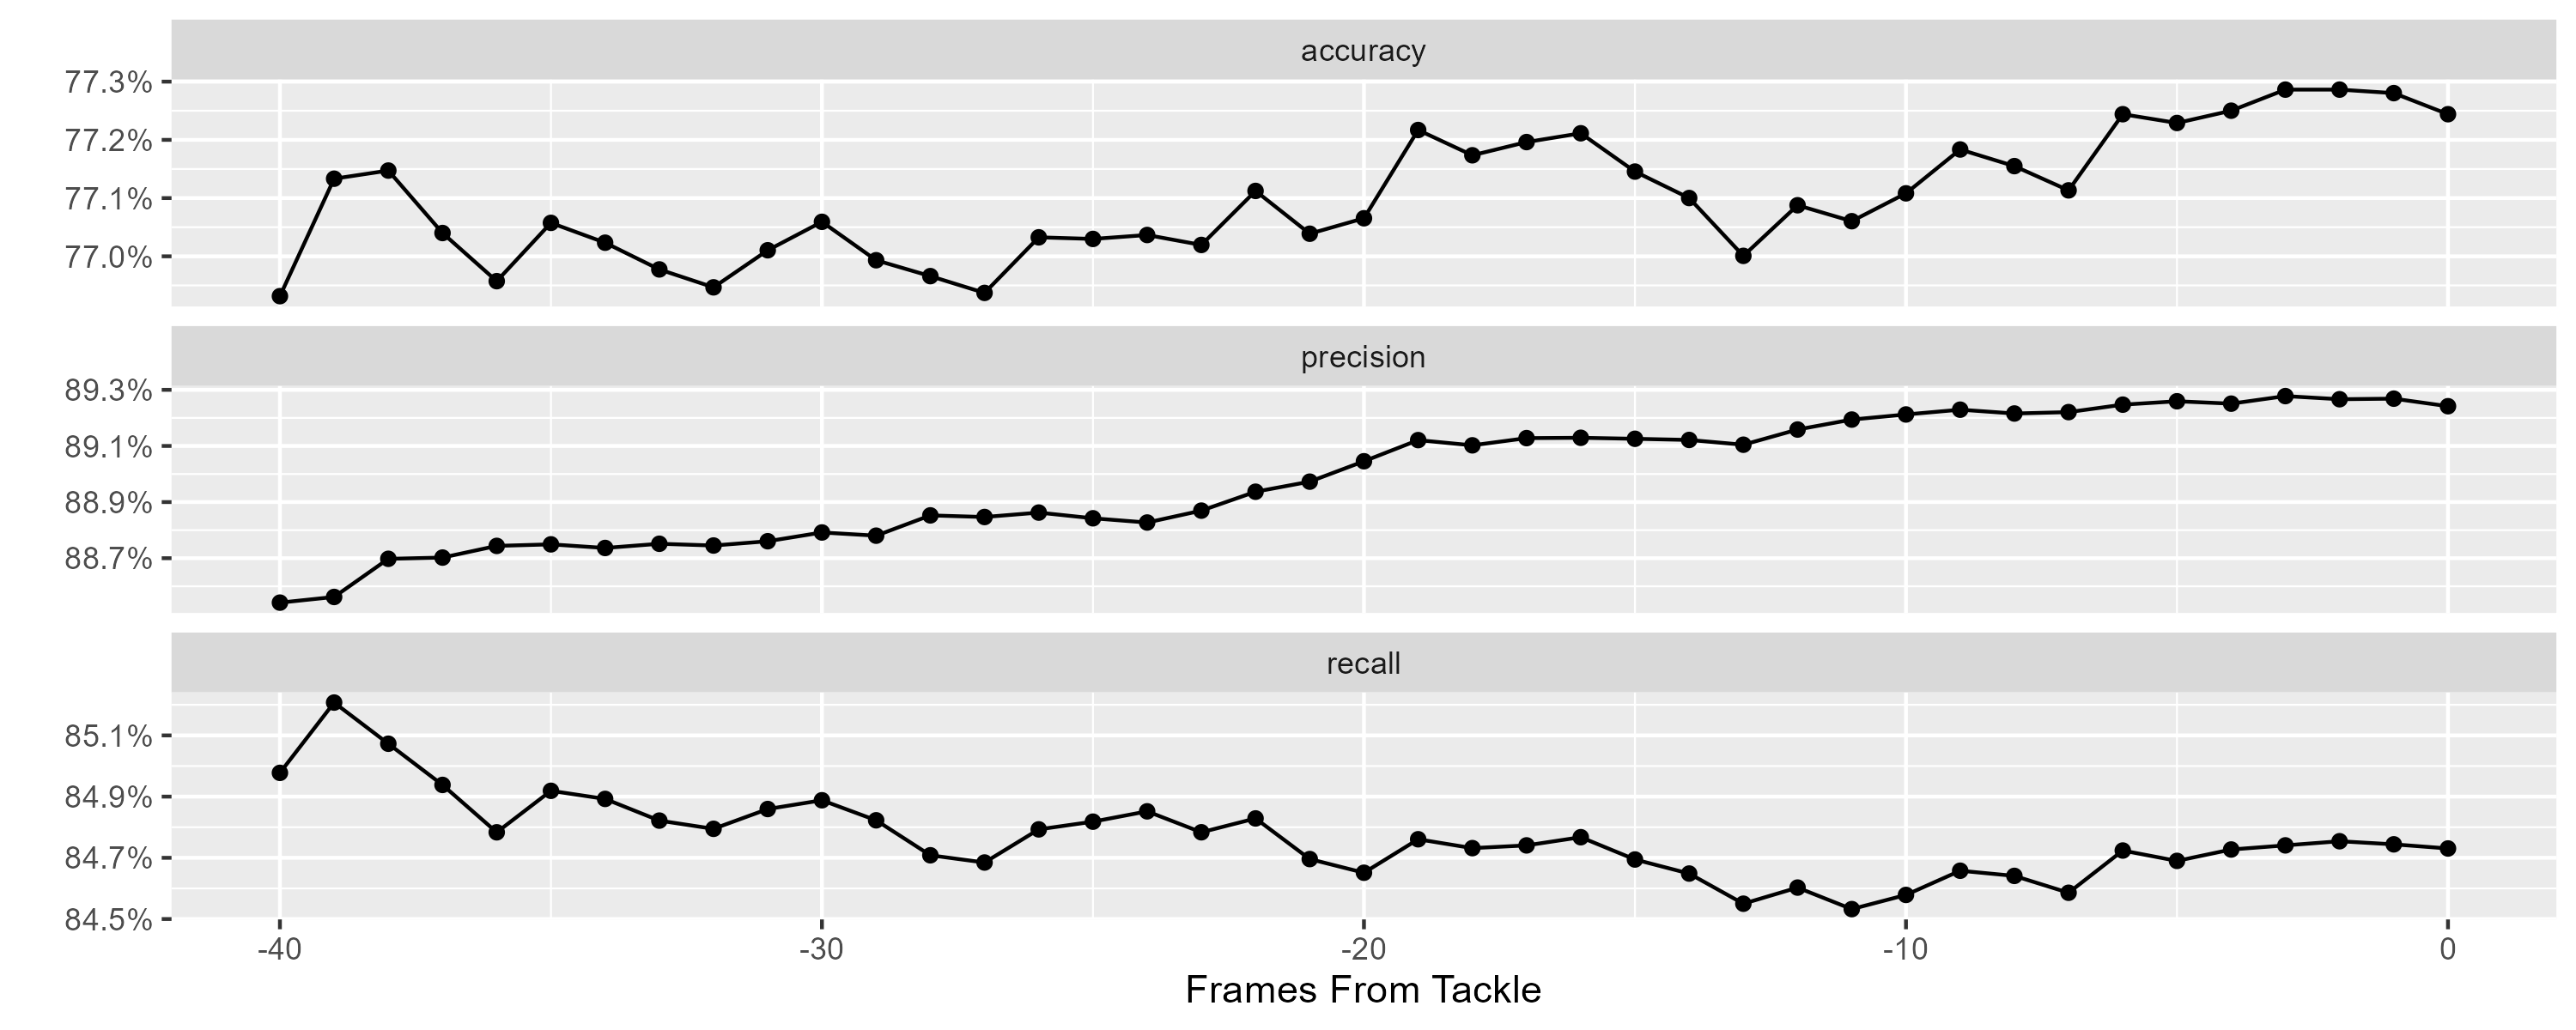 accuracy
77.3%
77.2%
77.1%
77.0%
precision
89.3%
89.1%
88.9%
88.7%
recall
85.1%
84.9%
84.7%
84.5%
-40 -30 -20 -10 0
Frames From Tackle